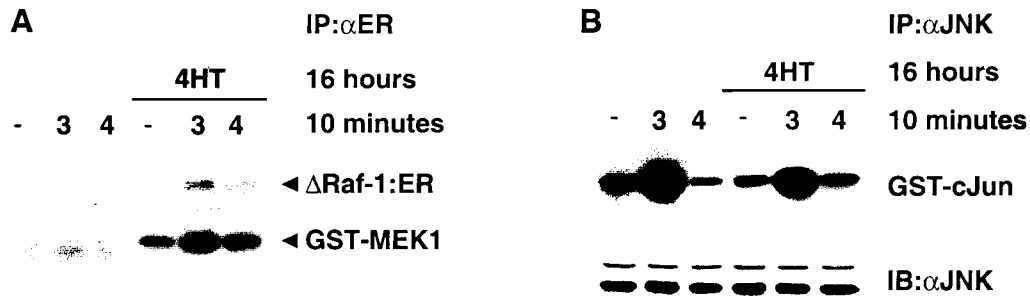 A
IP:αER
4HT
16 hours
- 3 4 - 3 4
10 minutes
◄ ΔRaf-1:ER
◄ GST-MEK1
B
IP:αJNK
4HT
16 hours
- 3 4 - 3 4
10 minutes
GST-cJun
IB:αJNK